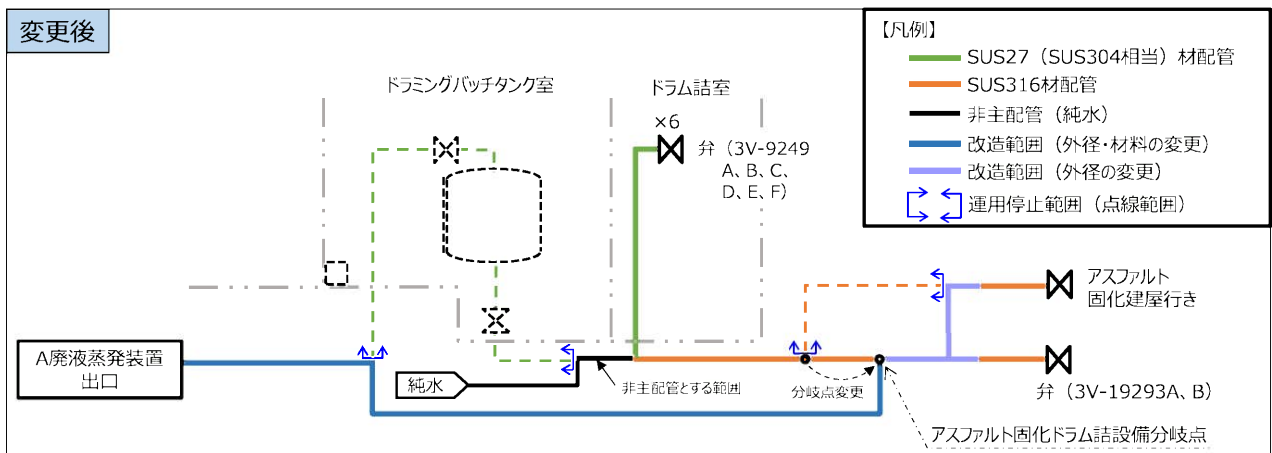 変更後
【凡例】
SUS27（SUS304相当）材配管
SUS316材配管
非主配管（純水）
改造範囲（外径・材料の変更）
改造範囲（外径の変更）
運用停止範囲（点線範囲）
ドラミングバッチタンク室
ドラム詰室
×6
弁（3V-9249
A、B、C、
D、E、F）
アスファルト
固化建屋行き
A廃液蒸発装置
出口
純水
非主配管とする範囲
分岐点変更
弁（3V-19293A、B）
アスファルト固化ドラム詰設備分岐点